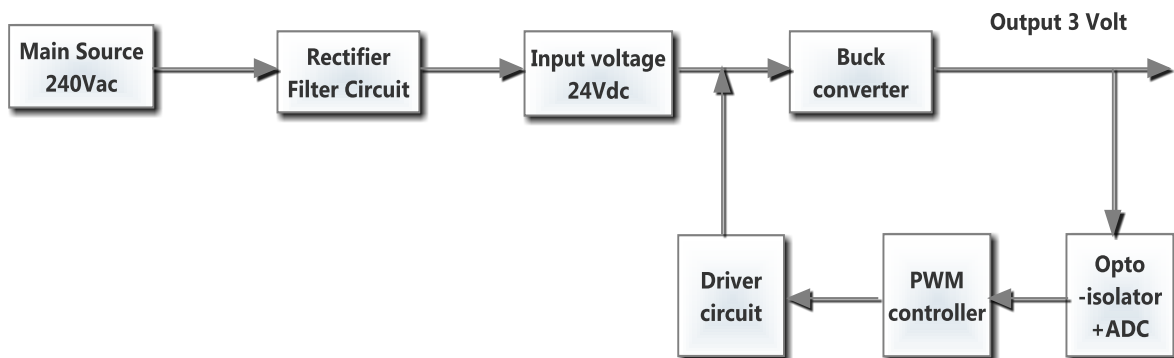 Output 3 Volt
Main Source
240Vac
Rectifier
Filter Circuit
Input voltage
24Vdc
Buck
converter
Driver
circuit
PWM
controller
Opto
-isolator
+ADC